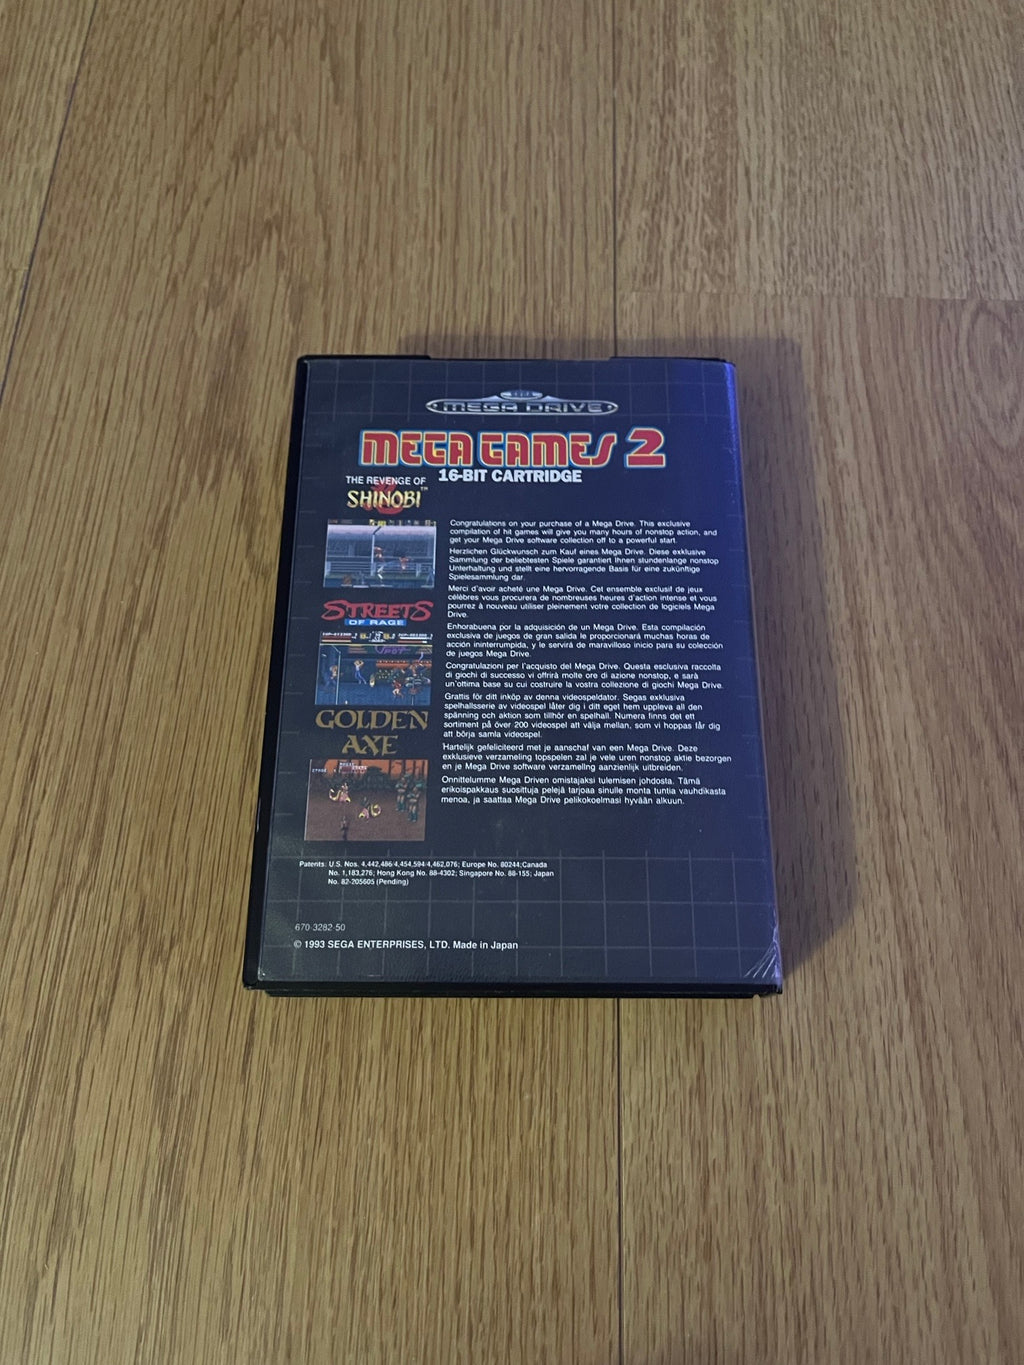 SEGA
MEGA DRIVE
MEGA GAMES 2
16-BIT CARTRIDGE
THE REVENGE OF
SHINOBI™
STREETS
OF RAGE
GOLDEN
AXE
Congratulations on your purchase of a Mega Drive. This exclusive
compilation of hit games will give you many hours of nonstop action, and
get your Mega Drive software collection off to a powerful start.
Herzlichen Glückwunsch zum Kauf eines Mega Drive. Diese exklusive
Sammlung der beliebtesten Spiele garantiert Ihnen stundenlange nonstop
Unterhaltung und stellt eine hervorragende Basis für eine zukünftige
Spielesammlung dar.
Merci d'avoir acheté une Mega Drive. Cet ensemble exclusif de jeux
célèbres vous procurera de nombreuses heures d'action intense et vous
pourrez à nouveau utiliser pleinement votre collection de logiciels Mega
Drive.
Enhorabuena por la adquisición de un Mega Drive. Esta compilación
exclusiva de juegos de gran salida le proporcionará muchas horas de
acción ininterrumpida, y le servirá de maravilloso inicio para su colección
de juegos Mega Drive.
Congratulazioni per l'acquisto del Mega Drive. Questa esclusiva raccolta
di giochi di successo vi offrirà molte ore di azione nonstop, e sarà
un'ottima base su cui costruire la vostra collezione di giochi Mega Drive.
Grattis för ditt inköp av denna videospeldator. Segas exklusiva
spelhallsserie av videospel låter dig i ditt eget hem uppleva all den
spänning och aktion som tillhör en spelhall. Numera finns det ett
sortiment på över 200 videospel att välja mellan, som vi hoppas får dig
att börja samla videospel.
Hartelijk gefeliciteerd met je aanschaf van een Mega Drive. Deze
exklusieve verzameling topspelen zal je vele uren nonstop aktie bezorgen
en je Mega Drive software verzameling aanzienlijk uitbreiden.
Onnittelumme Mega Driven omistajaksi tulemisen johdosta. Tämä
erikoispakkaus suosittuja pelejä tarjoaa sinulle monta tuntia vauhdikasta
menoa, ja saattaa Mega Drive pelikokoelmasi hyvään alkuun.
Patents: U.S. Nos. 4,442,486/4,454,594/4,462,076; Europe No. 80244;Canada
No. 1,183,276; Hong Kong No. 88-4302; Singapore No. 88-155; Japan
No. 82-205605 (Pending)
670-3282-50
© 1993 SEGA ENTERPRISES, LTD. Made in Japan